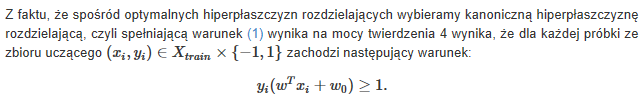 Z faktu, że spośród optymalnych hiperpłaszczyzn rozdzielających wybieramy kanoniczną hiperpłaszczyznę
rozdzielającą, czyli spełniającą warunek (1) wynika na mocy twierdzenia 4 wynika, że dla każdej próbki ze
zbioru uczącego (xᵢ, yᵢ) ∈ X_train × {−1, 1} zachodzi następujący warunek:
yᵢ(wᵀxᵢ + w₀) ≥ 1.